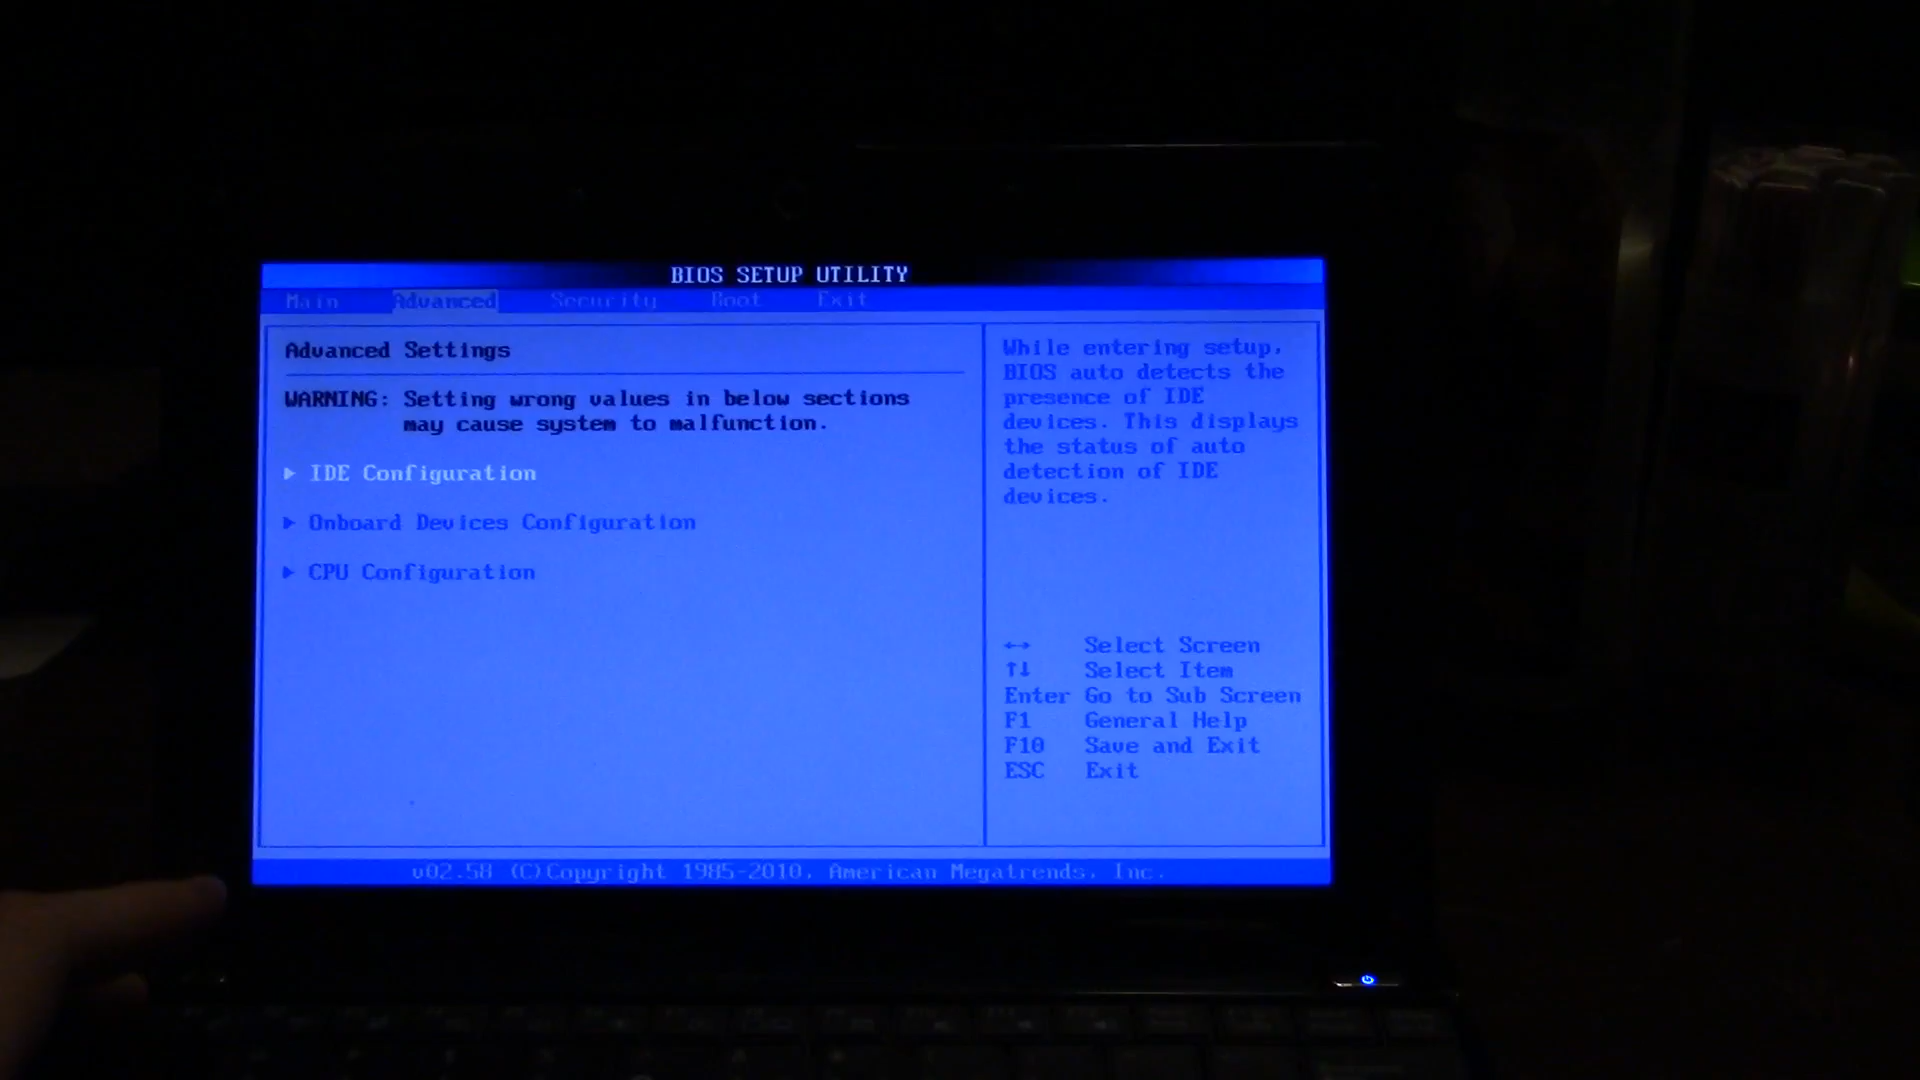 BIOS SETUP UTILITY
Main Advanced Security Boot Exit
Advanced Settings
WARNING: Setting wrong values in below sections
may cause system to malfunction.
IDE Configuration
Onboard Devices Configuration
CPU Configuration
While entering setup,
BIOS auto detects the
presence of IDE
devices. This displays
the status of auto
detection of IDE
devices.
↔ Select Screen
↑↓ Select Item
Enter Go to Sub Screen
F1 General Help
F10 Save and Exit
ESC Exit
v02.58 (C)Copyright 1985-2010, American Megatrends, Inc.